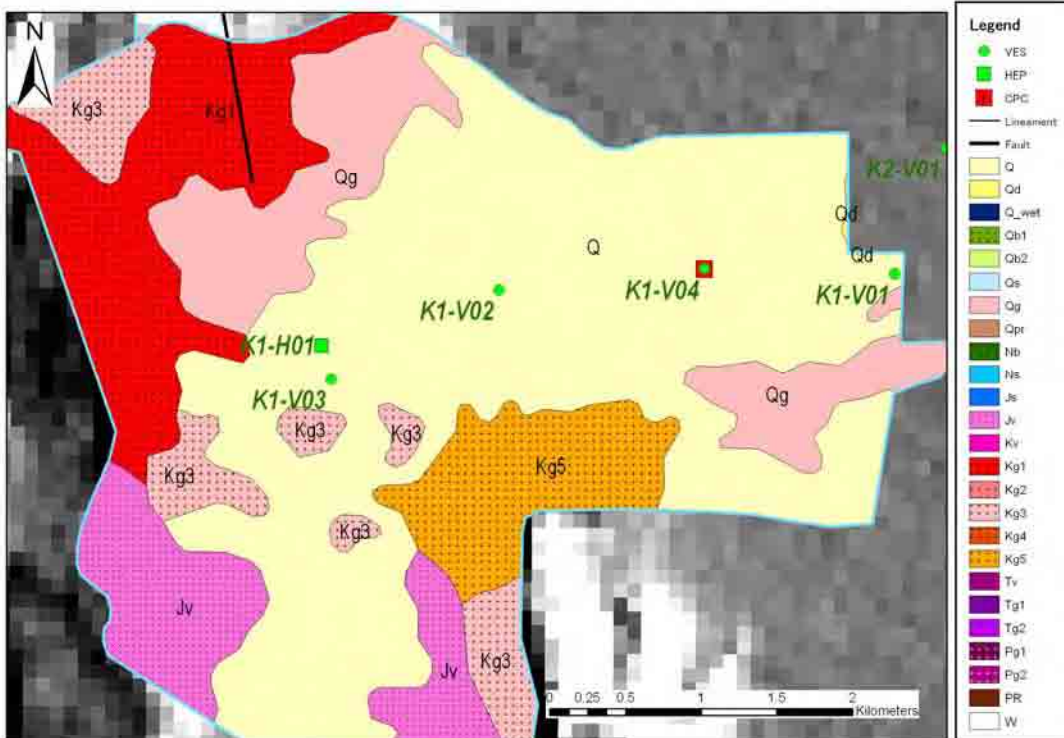 N
Kg3
Kg1
Qg
K2-V01
Qd
Q
Qd
K1-V04
K1-V01
K1-V02
K1-H01
K1-V03
Qg
Kg3
Kg3
Kg5
Kg3
Kg3
Jv
Jv
Kg3
0 0.25 0.5 1 1.5 2
Kilometers
Legend
VES
HEP
CPC
Lineament
Fault
Q
Qd
Q_wet
Qb1
Qb2
Qs
Qg
Qpr
Nb
Ns
Js
Jv
Kv
Kg1
Kg2
Kg3
Kg4
Kg5
Tv
Tg1
Tg2
Pg1
Pg2
PR
W